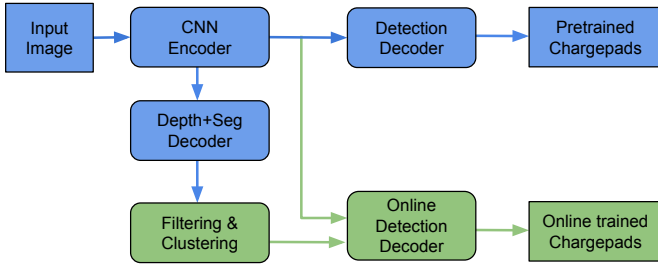 Input
Image
CNN
Encoder
Detection
Decoder
Pretrained
Chargepads
Depth+Seg
Decoder
Filtering &
Clustering
Online
Detection
Decoder
Online trained
Chargepads